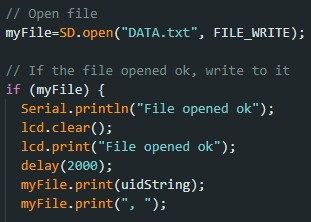 // Open file
myFile=SD.open("DATA.txt", FILE_WRITE);
// If the file opened ok, write to it
if (myFile) {
Serial.println("File opened ok");
lcd.clear();
lcd.print("File opened ok");
delay(2000);
myFile.print(uidString);
myFile.print(", ");